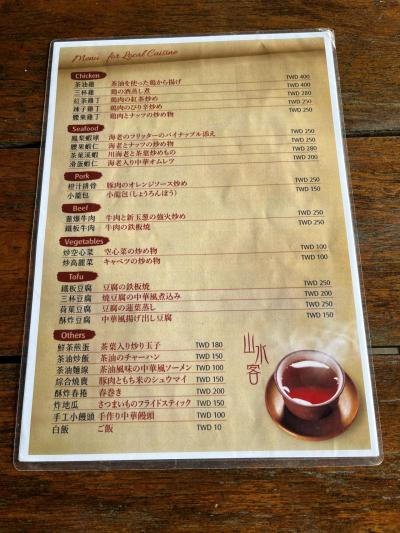 Menu for Local Cuisine
Chicken
茶油雞 茶油を使った鶏から揚げ TWD 400
三杯雞 鶏の酒蒸し煮 TWD 400
紅茶雞丁 鶏肉の紅茶炒め TWD 280
辣子雞丁 鶏肉のぴり辛炒め TWD 250
腰果雞丁 鶏肉とナッツの炒め物
Seafood
鳳梨蝦球 海老のフリッターのパイナップル添え TWD 250
腰果蝦仁 海老とナッツの炒め物 TWD 250
茶葉溪蝦 川海老と茶葉炒めもの TWD 280
滑蛋蝦仁 海老入り中華オムレツ TWD 200
Pork
橙汁排骨 豚肉のオレンジソース炒め TWD 250
小籠包 小籠包(しょうろんぽう) TWD 150
Beef
蔥爆牛肉 牛肉と新玉葱の強火炒め TWD 250
鐵板牛肉 牛肉の鉄板焼 TWD 250
Vegetables
炒空心菜 空心菜の炒め物 TWD 100
炒高麗菜 キャベツの炒め物 TWD 100
Tofu
鐵板豆腐 豆腐の鉄板焼 TWD 250
三杯豆腐 焼豆腐の中華風煮込み TWD 200
荷葉豆腐 豆腐の蓮葉蒸し TWD 250
酥炸豆腐 中華風揚げ出し豆腐 TWD 150
Others
鮮茶煎蛋 茶葉入り炒り玉子 TWD 180
茶油炒飯 茶油のチャーハン TWD 150
茶油麵線 茶油風味の中華風ソーメン TWD 100
綜合燒賣 豚肉ともち米のシュウマイ TWD 150
酥炸春捲 春巻き TWD 200
炸地瓜 さつまいものフライドスティック TWD 150
手工小饅頭 手作り中華饅頭 TWD 100
白飯 ご飯 TWD 10
山水客